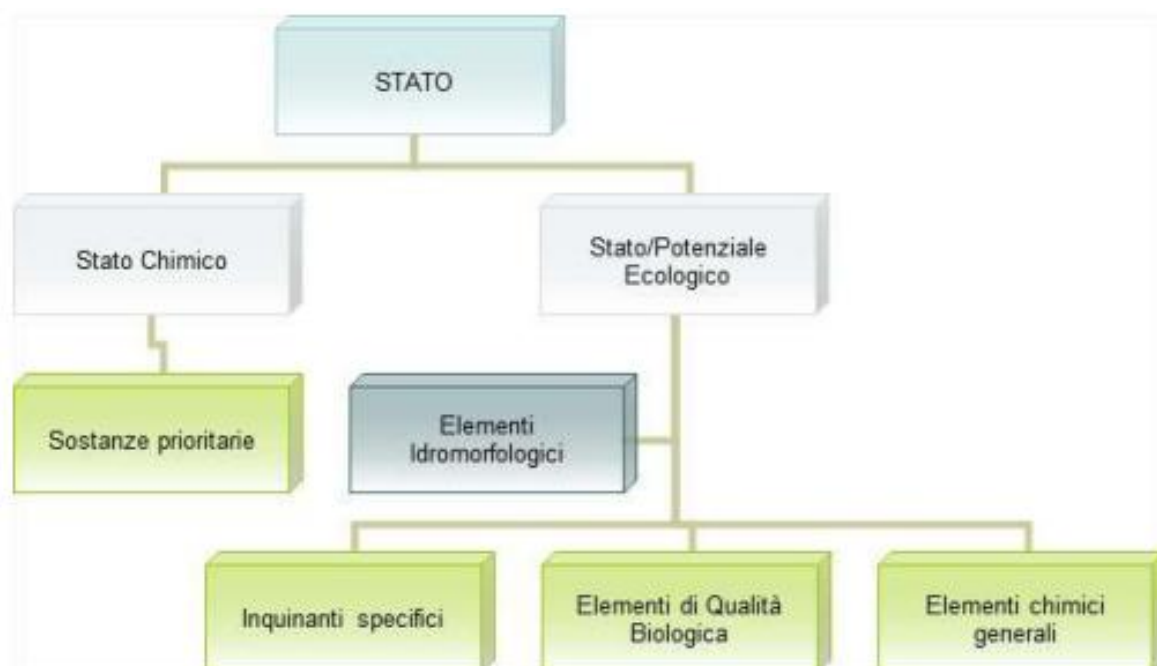 STATO
Stato Chimico
Stato/Potenziale
Ecologico
Sostanze prioritarie
Elementi
Idromorfologici
Inquinanti specifici
Elementi di Qualità
Biologica
Elementi chimici
generali